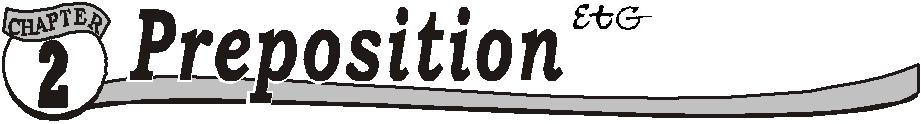 CHAPTER
2
Preposition
EtG